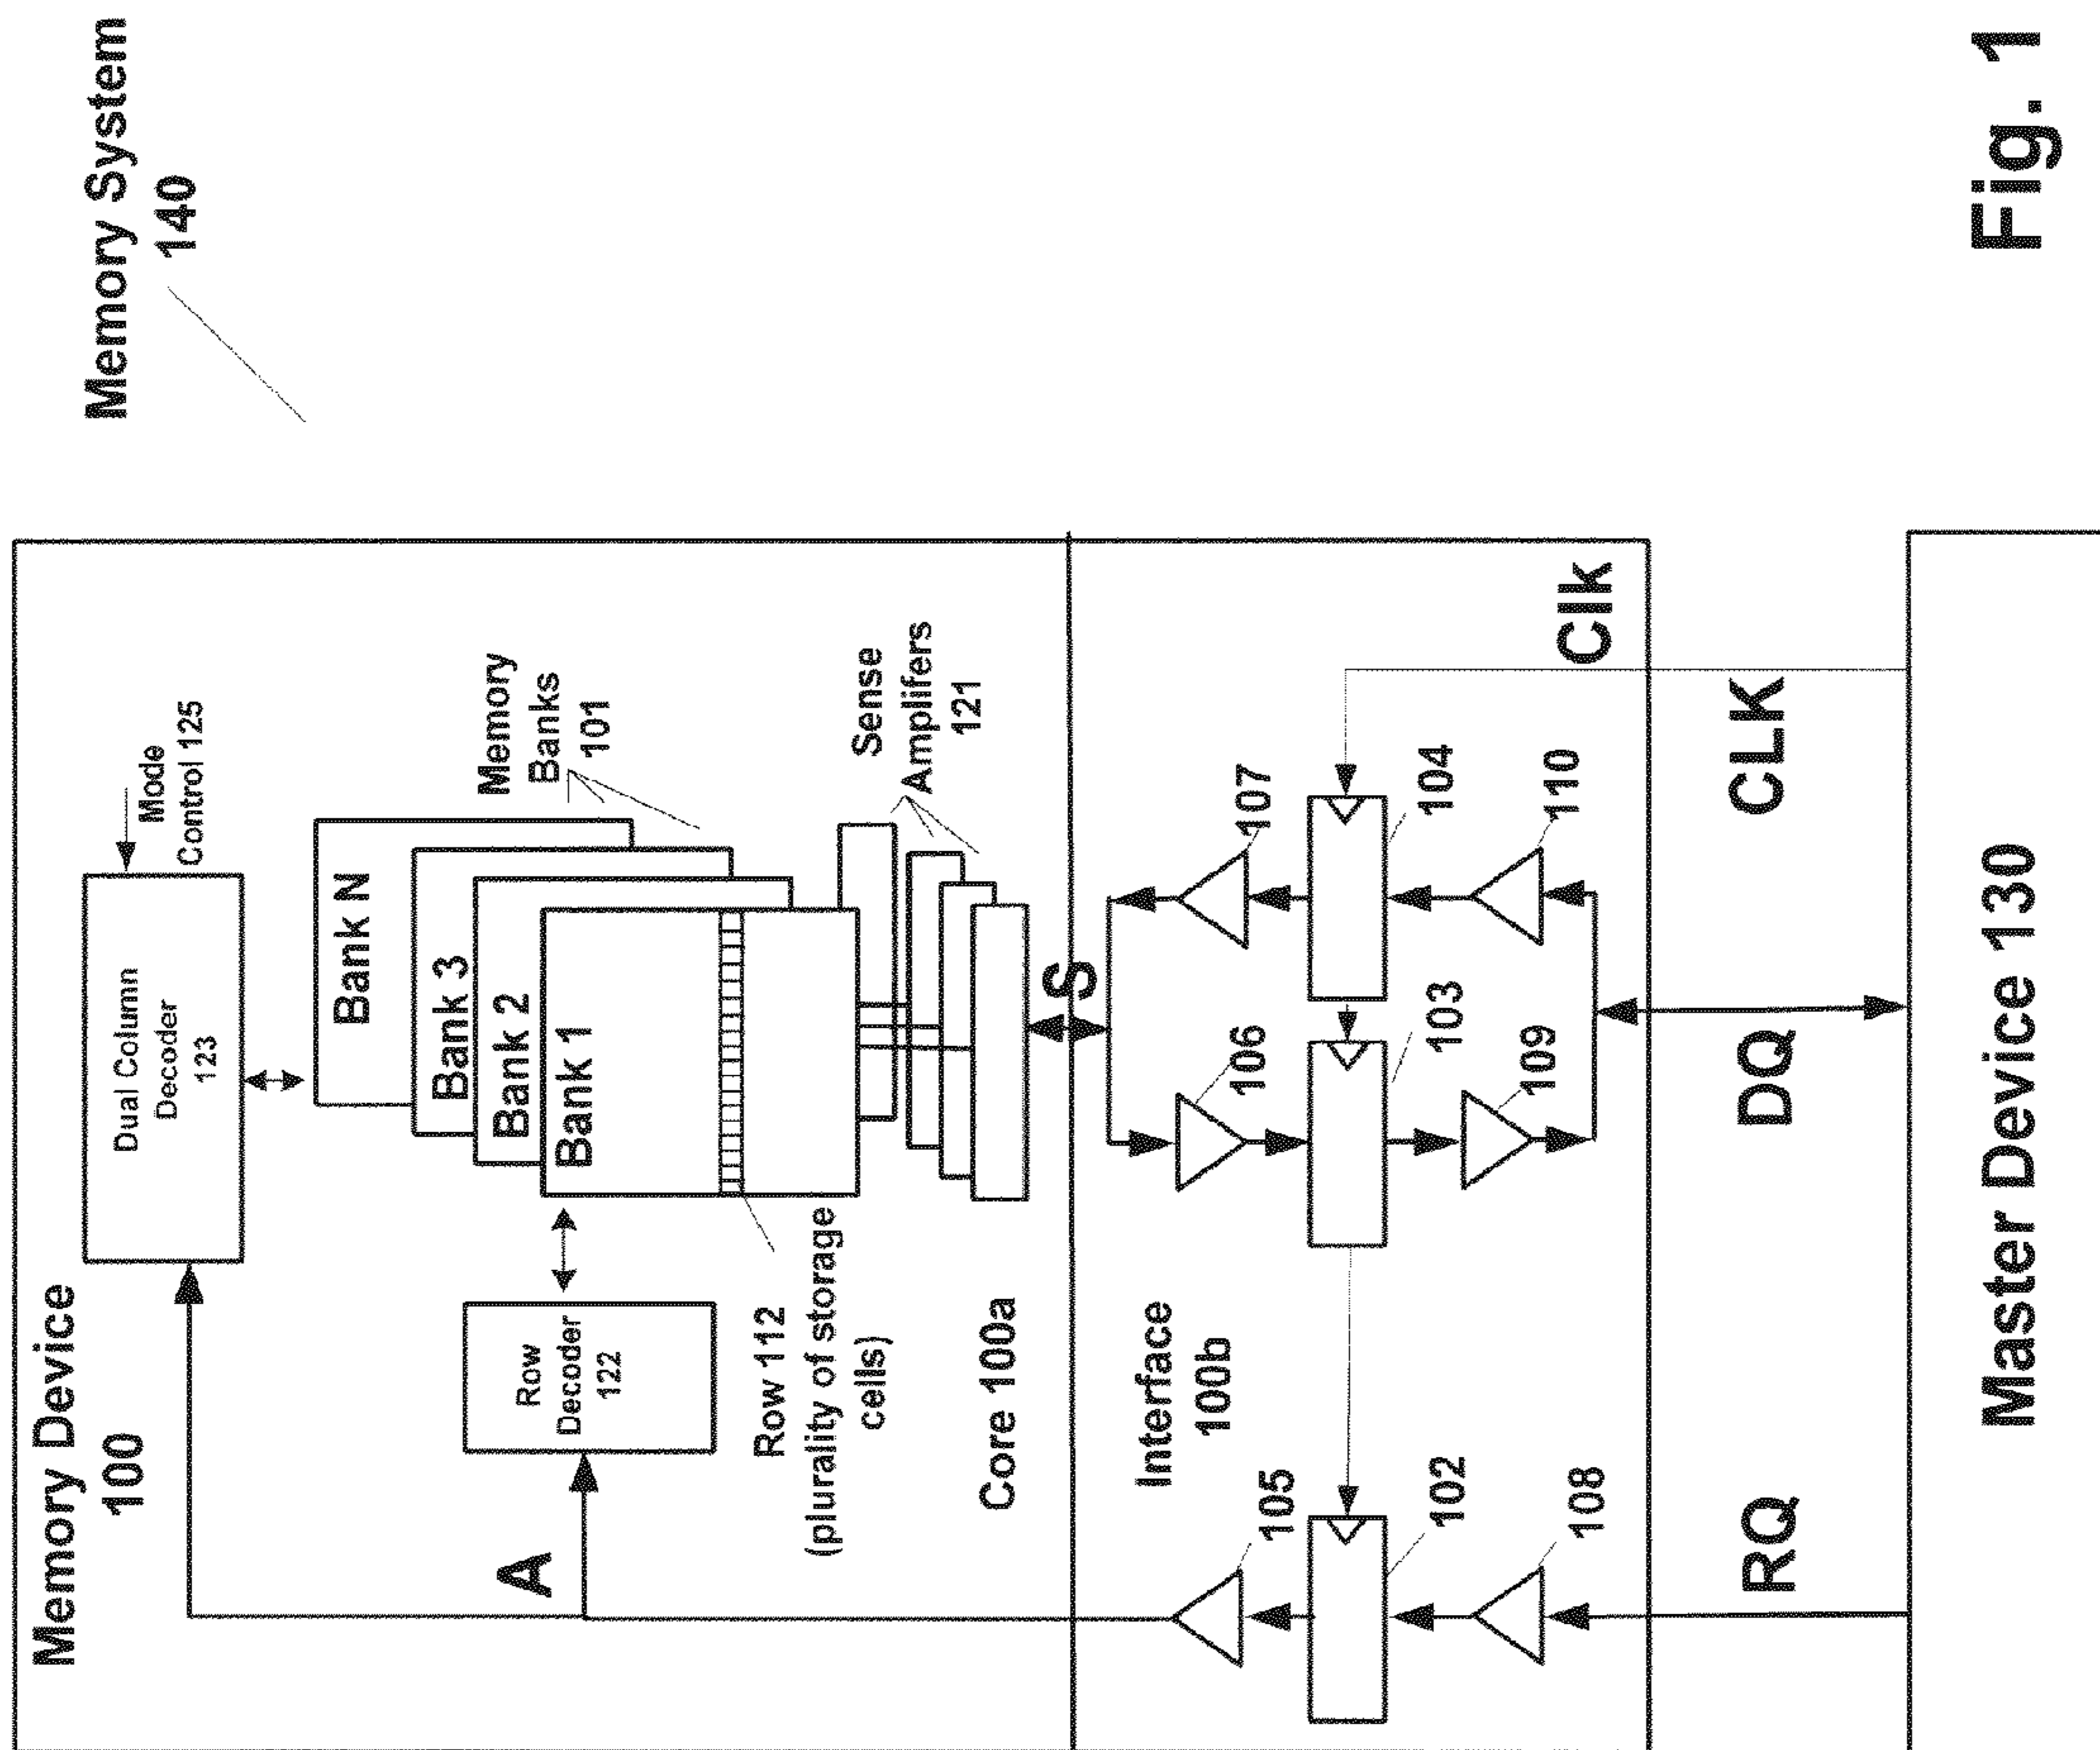 Memory System
140
Memory Device
100
Dual Column
Decoder
123
Mode
Control 125
Bank N
Bank 3
Bank 2
Bank 1
Memory
Banks
101
Row
Decoder
122
A
Row 112
(plurality of storage
cells)
Sense
Amplifers
121
Core 100a
S
Interface
100b
105
106
107
102
103
104
108
109
110
Clk
RQ
DQ
CLK
Master Device 130
Fig. 1